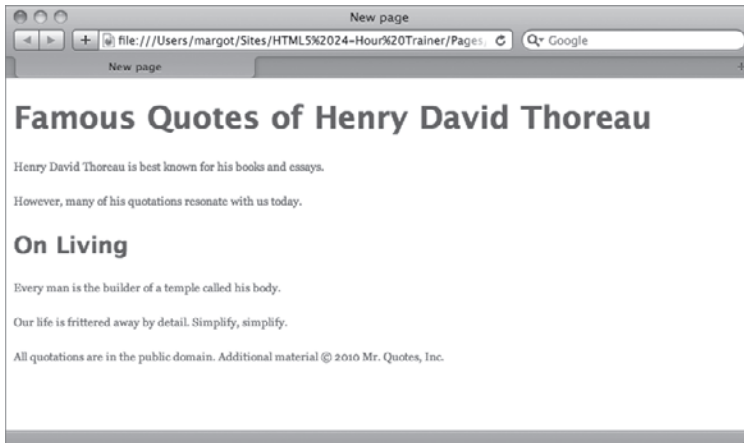 New page
file:///Users/margot/Sites/HTML5%2024-Hour%20Trainer/Pages/
Google
New page
Famous Quotes of Henry David Thoreau
Henry David Thoreau is best known for his books and essays.
However, many of his quotations resonate with us today.
On Living
Every man is the builder of a temple called his body.
Our life is frittered away by detail. Simplify, simplify.
All quotations are in the public domain. Additional material © 2010 Mr. Quotes, Inc.